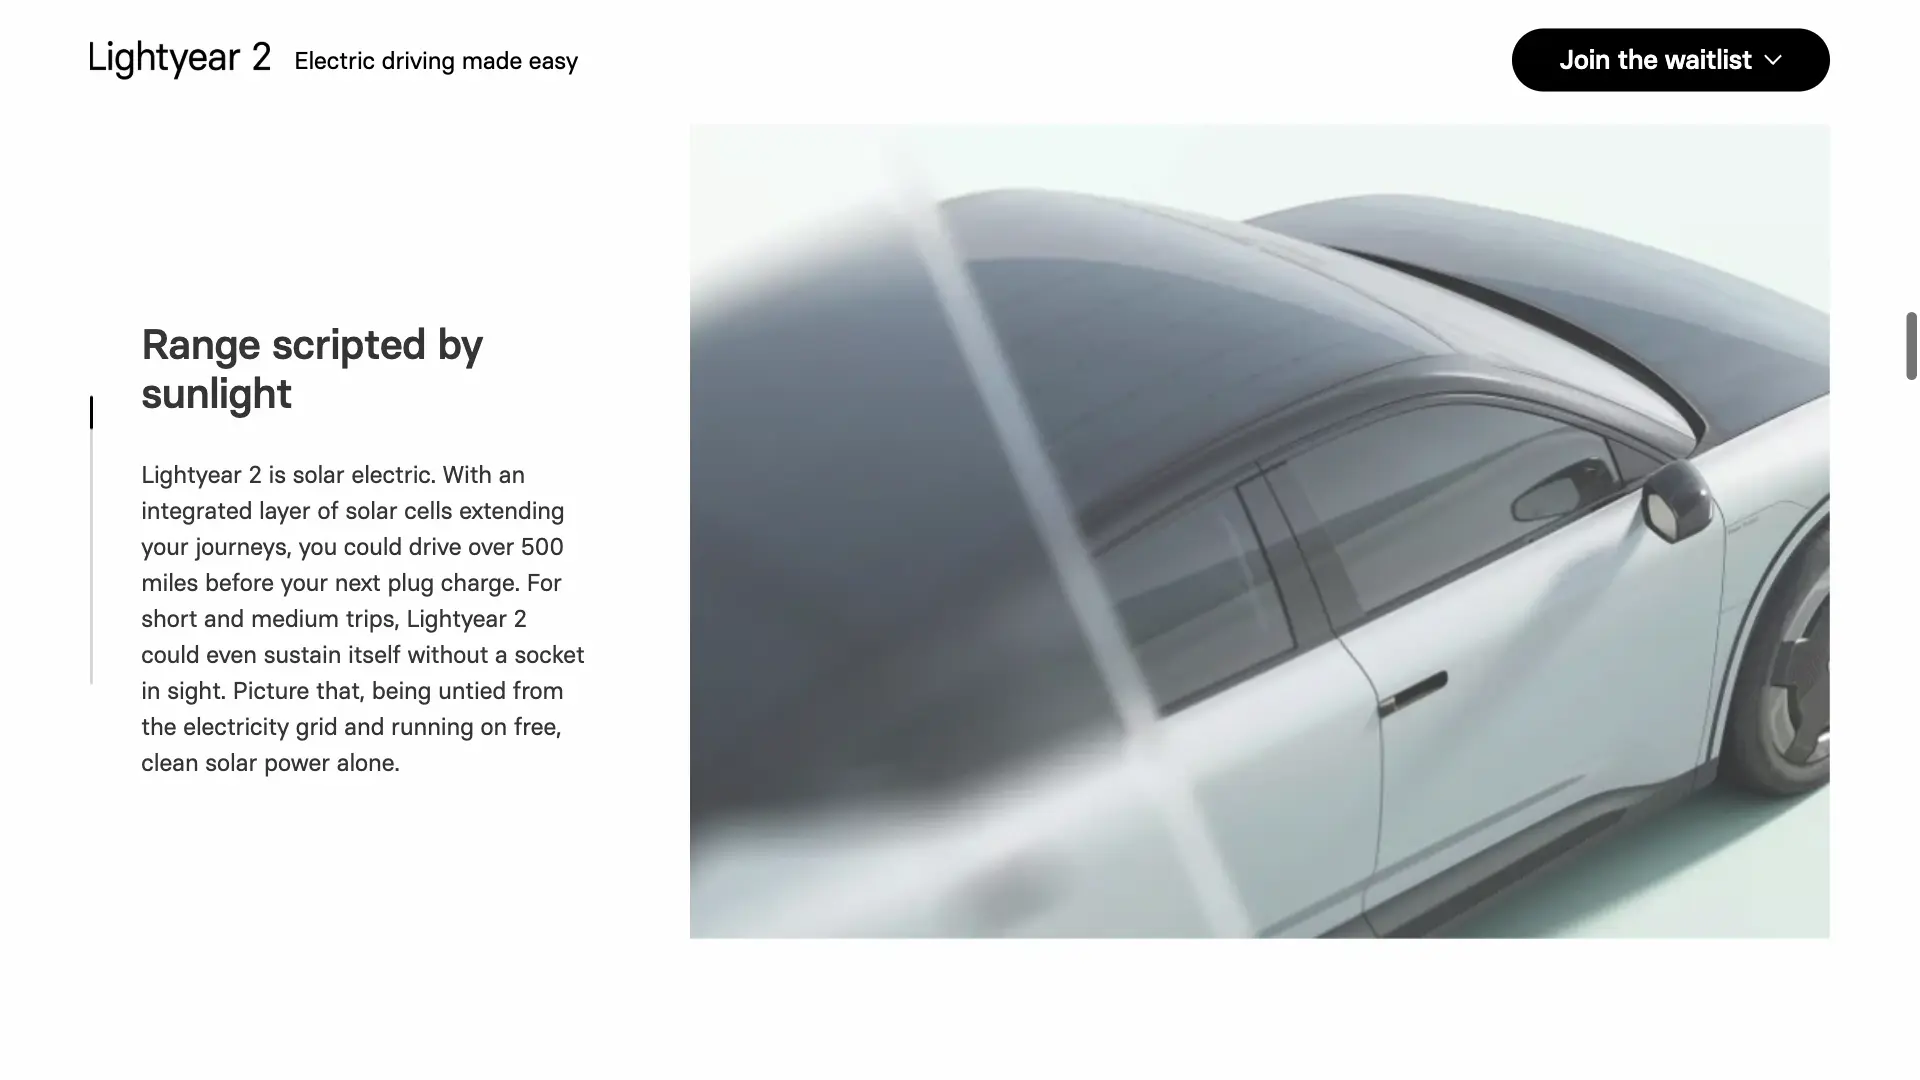 Lightyear 2 Electric driving made easy
Join the waitlist
Range scripted by
sunlight
Lightyear 2 is solar electric. With an
integrated layer of solar cells extending
your journeys, you could drive over 500
miles before your next plug charge. For
short and medium trips, Lightyear 2
could even sustain itself without a socket
in sight. Picture that, being untied from
the electricity grid and running on free,
clean solar power alone.